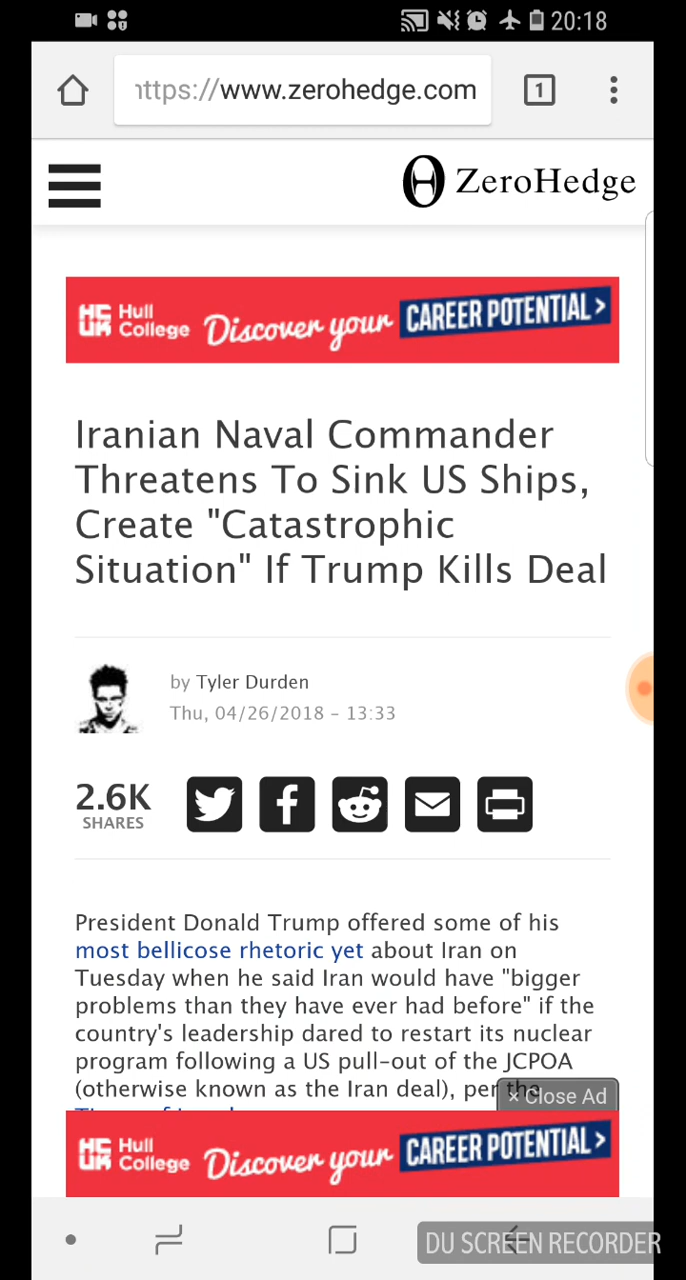 20:18
https://www.zerohedge.com
1
ZeroHedge
HC UK Hull College Discover your CAREER POTENTIAL >
Iranian Naval Commander
Threatens To Sink US Ships,
Create "Catastrophic
Situation" If Trump Kills Deal
by Tyler Durden
Thu, 04/26/2018 - 13:33
2.6K
SHARES
President Donald Trump offered some of his
most bellicose rhetoric yet about Iran on
Tuesday when he said Iran would have "bigger
problems than they have ever had before" if the
country's leadership dared to restart its nuclear
program following a US pull-out of the JCPOA
(otherwise known as the Iran deal), per the
× Close Ad
HC UK Hull College Discover your CAREER POTENTIAL >
DU SCREEN RECORDER